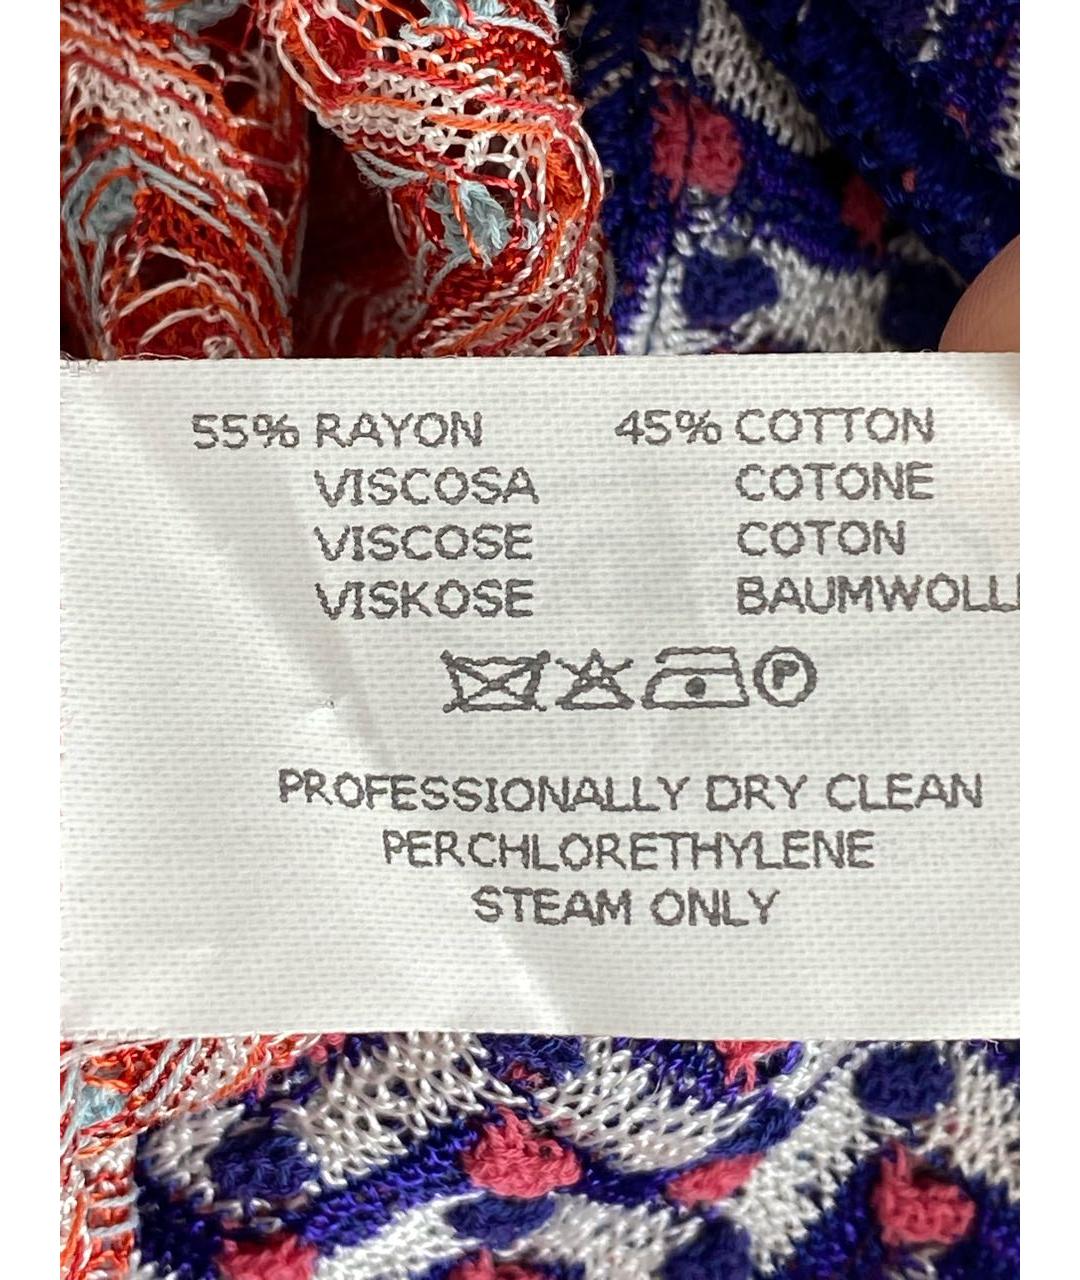 55% RAYON 45% COTTON
VISCOSA COTONE
VISCOSE COTON
VISKOSE BAUMWOLL
P
PROFESSIONALLY DRY CLEAN
PERCHLORETHYLENE
STEAM ONLY